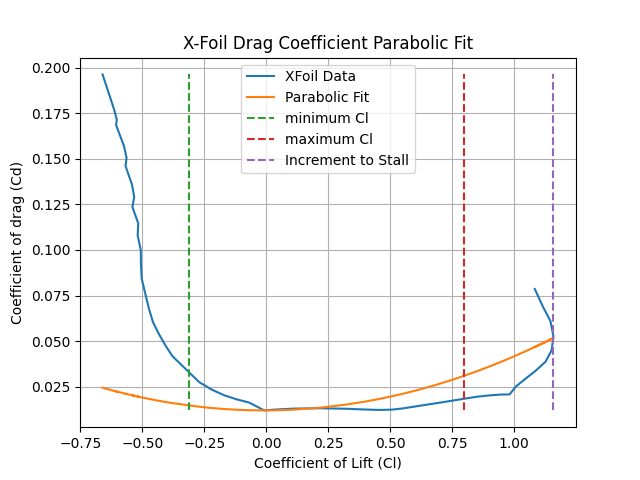 X-Foil Drag Coefficient Parabolic Fit
XFoil Data
Parabolic Fit
minimum Cl
maximum Cl
Increment to Stall
Coefficient of drag (Cd)
0.200
0.175
0.150
0.125
0.100
0.075
0.050
0.025
−0.75 −0.50 −0.25 0.00 0.25 0.50 0.75 1.00
Coefficient of Lift (Cl)